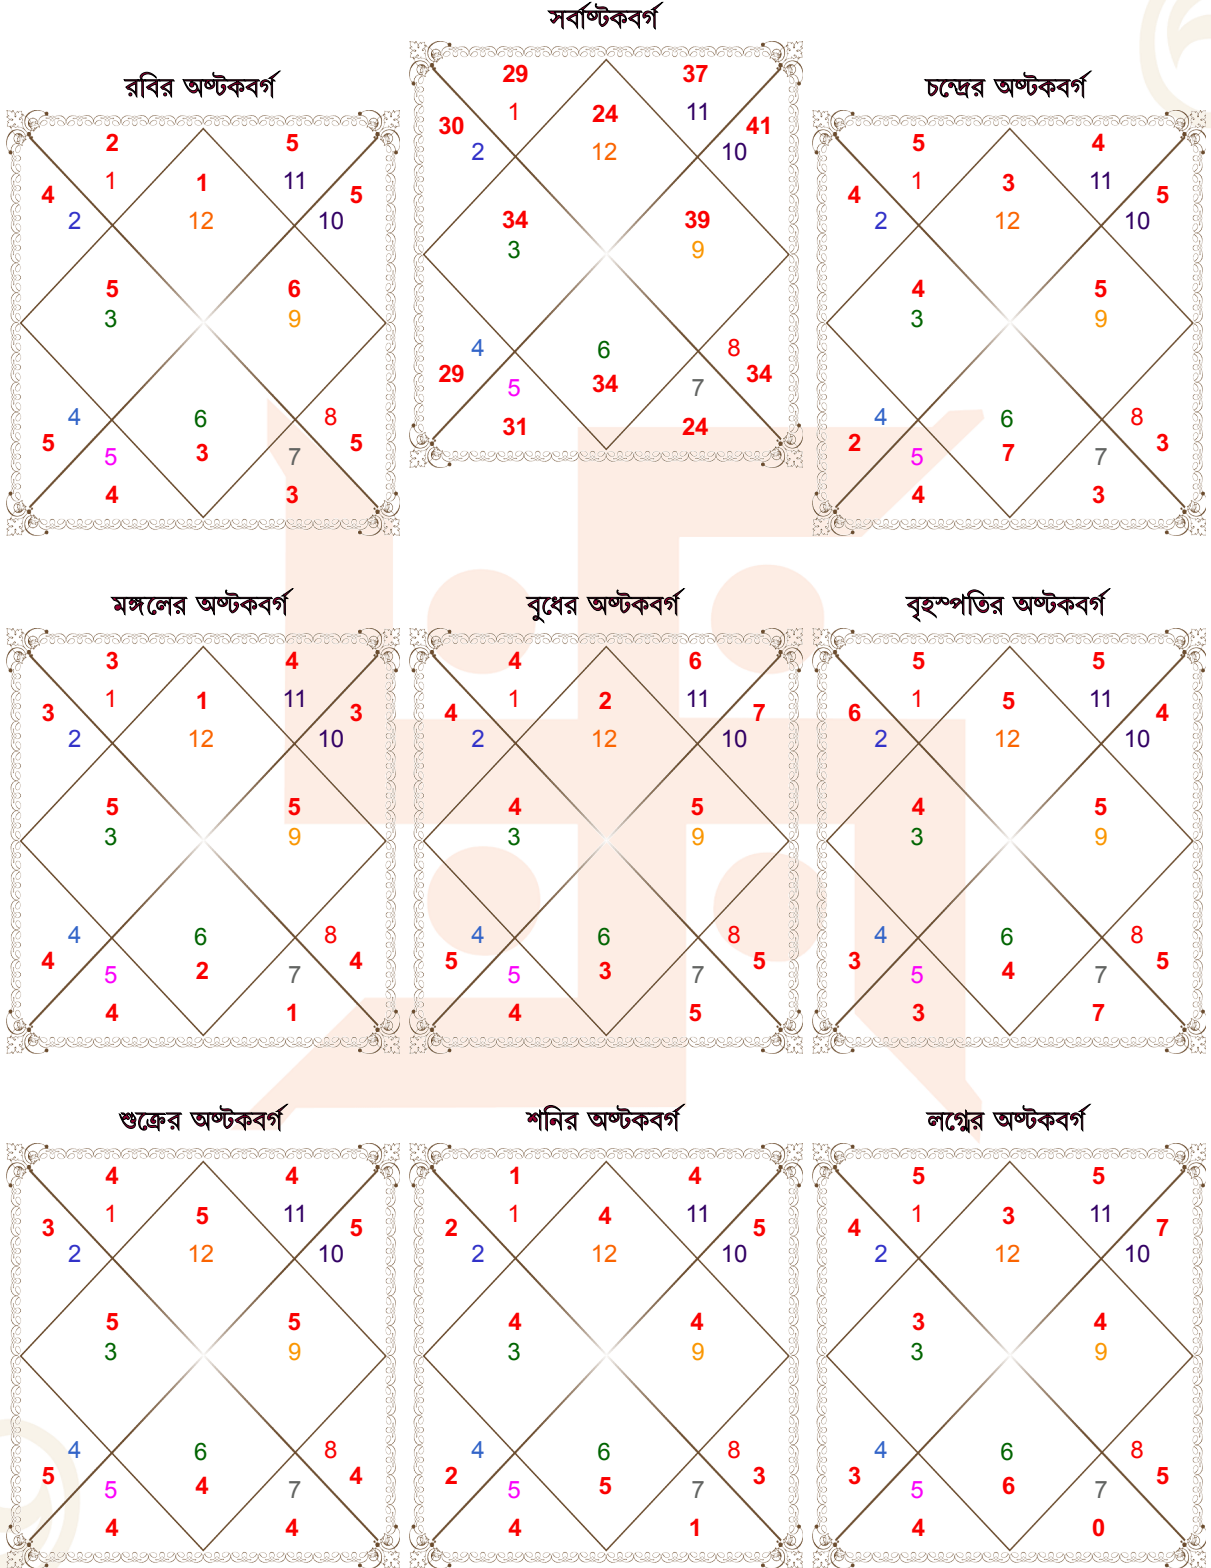 সর্বাষ্টকবর্গ
29 37
1 24 11
30 41
2 12 10
34 39
3 9
4 6 8
29 34 34
5 7
31 24
রবির অষ্টকবর্গ
2 5
1 1 11
4 5
2 12 10
5 6
3 9
4 6 8
5 3 5
5 7
4 3
চন্দ্রের অষ্টকবর্গ
5 4
1 3 11
4 5
2 12 10
4 5
3 9
4 6 8
2 7 3
5 7
4 3
মঙ্গলের অষ্টকবর্গ
3 4
1 1 11
3 3
2 12 10
5 5
3 9
4 6 8
4 2 4
5 7
4 1
বুধের অষ্টকবর্গ
4 6
1 2 11
4 7
2 12 10
4 5
3 9
4 6 8
5 3 5
5 7
4 5
বৃহস্পতির অষ্টকবর্গ
5 5
1 5 11
6 4
2 12 10
4 5
3 9
4 6 8
3 4 5
5 7
3 7
শুক্রের অষ্টকবর্গ
4 4
1 5 11
3 5
2 12 10
5 5
3 9
4 6 8
5 4 4
5 7
4 4
শনির অষ্টকবর্গ
1 4
1 4 11
2 5
2 12 10
4 4
3 9
4 6 8
2 5 3
5 7
4 1
লগ্নের অষ্টকবর্গ
5 5
1 3 11
4 7
2 12 10
3 4
3 9
4 6 8
3 6 5
5 7
4 0